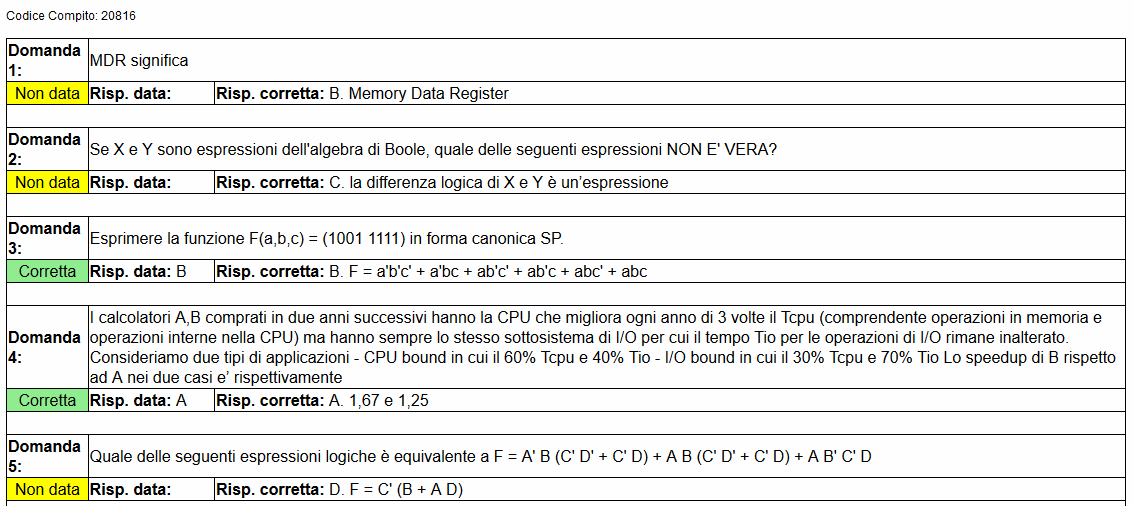 Codice Compito: 20816
Domanda 1:
MDR significa
Non data Risp. data: Risp. corretta: B. Memory Data Register
Domanda 2:
Se X e Y sono espressioni dell'algebra di Boole, quale delle seguenti espressioni NON E' VERA?
Non data Risp. data: Risp. corretta: C. la differenza logica di X e Y è un'espressione
Domanda 3:
Esprimere la funzione F(a,b,c) = (1001 1111) in forma canonica SP.
Corretta Risp. data: B Risp. corretta: B. F = a'b'c' + a'bc + ab'c' + ab'c + abc' + abc
Domanda 4:
I calcolatori A,B comprati in due anni successivi hanno la CPU che migliora ogni anno di 3 volte il Tcpu (comprendente operazioni in memoria e
operazioni interne nella CPU) ma hanno sempre lo stesso sottosistema di I/O per cui il tempo Tio per le operazioni di I/O rimane inalterato.
Consideriamo due tipi di applicazioni - CPU bound in cui il 60% Tcpu e 40% Tio - I/O bound in cui il 30% Tcpu e 70% Tio Lo speedup di B rispetto
ad A nei due casi e' rispettivamente
Corretta Risp. data: A Risp. corretta: A. 1,67 e 1,25
Domanda 5:
Quale delle seguenti espressioni logiche è equivalente a F = A' B (C' D' + C' D) + A B (C' D' + C' D) + A B' C' D
Non data Risp. data: Risp. corretta: D. F = C' (B + A D)